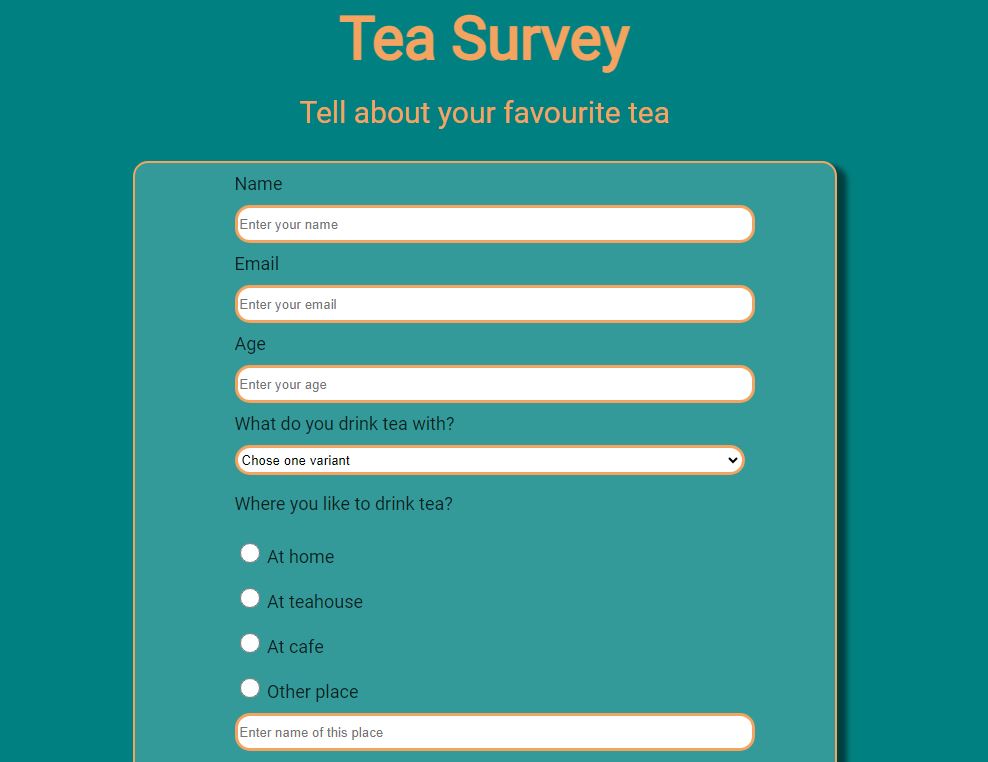 Tea Survey
Tell about your favourite tea
Name
Enter your name
Email
Enter your email
Age
Enter your age
What do you drink tea with?
Chose one variant
Where you like to drink tea?
At home
At teahouse
At cafe
Other place
Enter name of this place